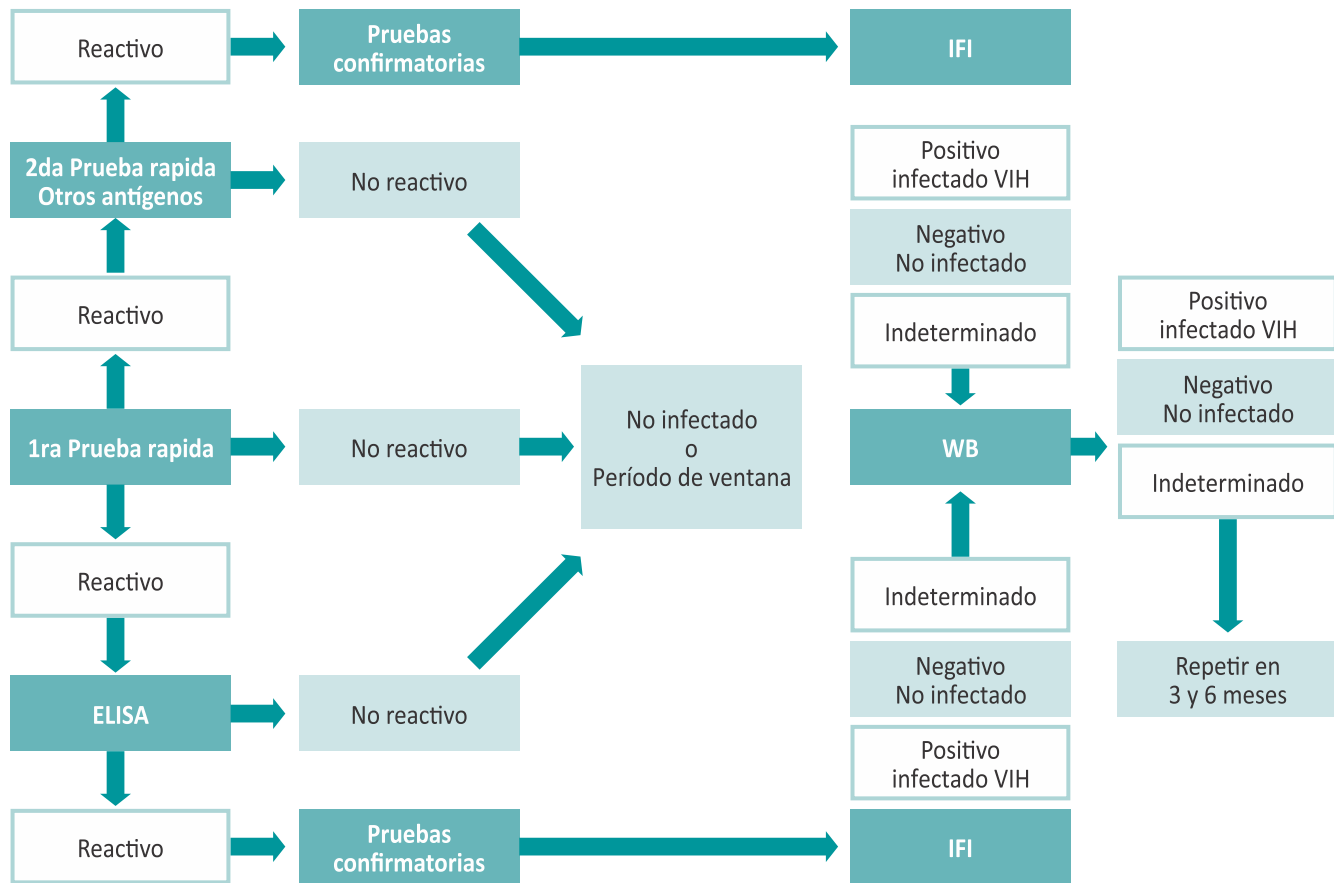 Reactivo
Pruebas
confirmatorias
IFI
2da Prueba rapida
Otros antígenos
No reactivo
Positivo
infectado VIH
Negativo
No infectado
Reactivo
Indeterminado
Positivo
infectado VIH
Negativo
No infectado
1ra Prueba rapida
No reactivo
No infectado
o
Período de ventana
WB
Indeterminado
Reactivo
Indeterminado
ELISA
No reactivo
Negativo
No infectado
Repetir en
3 y 6 meses
Positivo
infectado VIH
Reactivo
Pruebas
confirmatorias
IFI